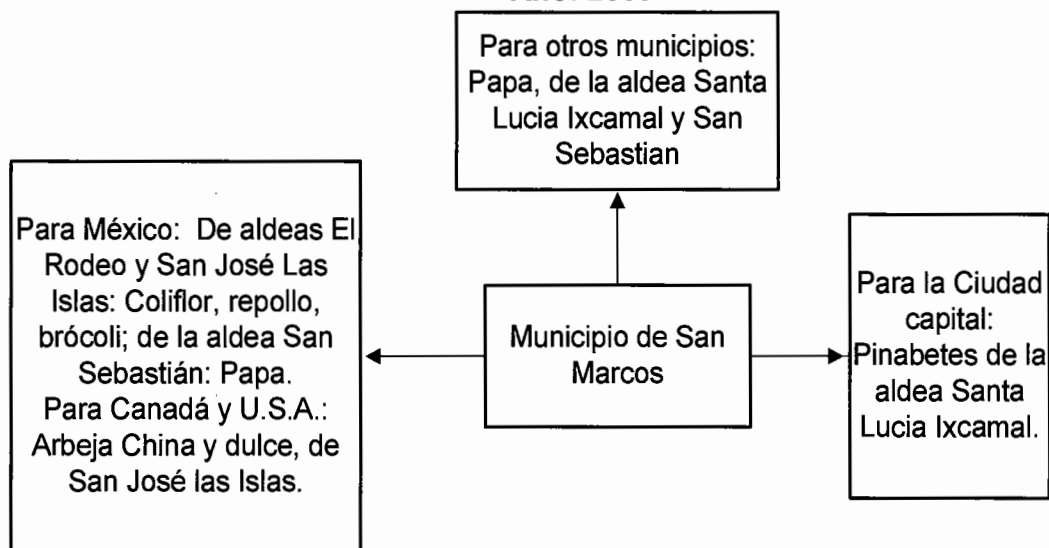 Para otros municipios:
Papa, de la aldea Santa
Lucia Ixcamal y San
Sebastian
Para México: De aldeas El
Rodeo y San José Las
Islas: Coliflor, repollo,
brócoli; de la aldea San
Sebastián: Papa.
Para Canadá y U.S.A.:
Arbeja China y dulce, de
San José las Islas.
Municipio de San
Marcos
Para la Ciudad
capital:
Pinabetes de la
aldea Santa
Lucia Ixcamal.